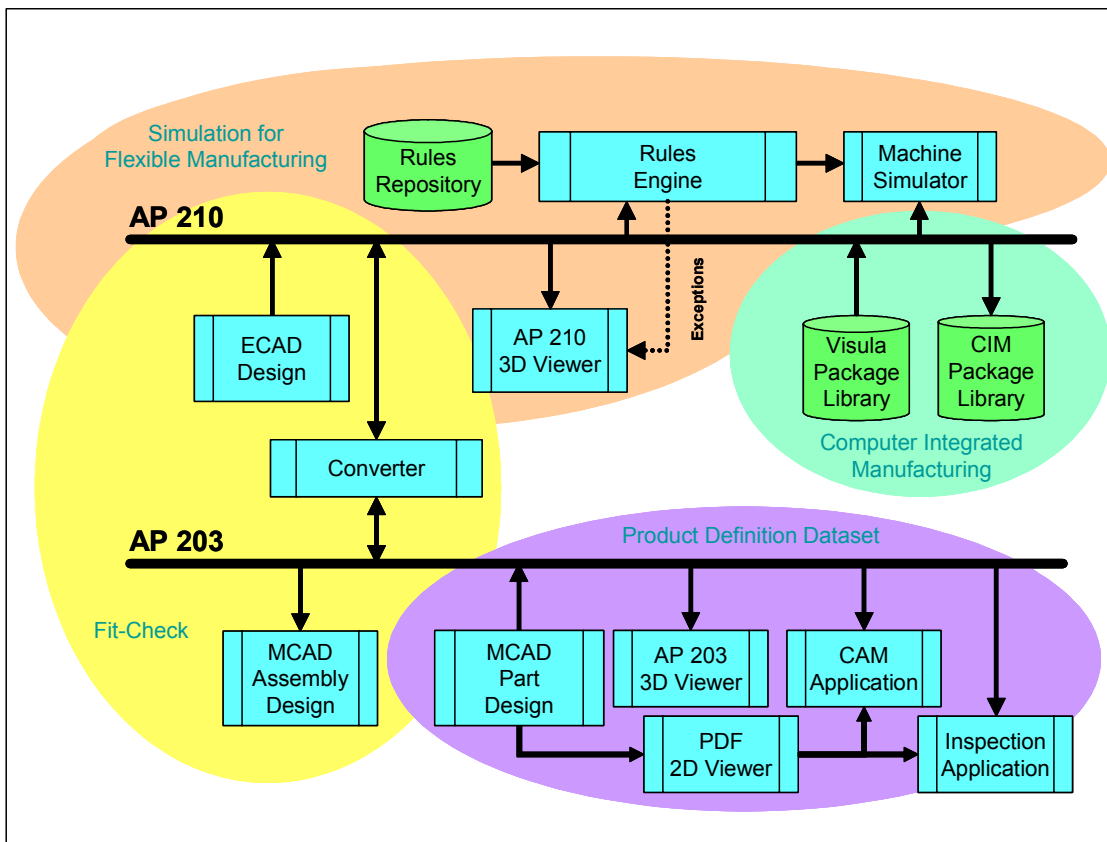 Simulation for
Flexible Manufacturing
Rules
Repository
Rules
Engine
Machine
Simulator
AP 210
Exceptions
ECAD
Design
AP 210
3D Viewer
Visula
Package
Library
CIM
Package
Library
Computer Integrated
Manufacturing
Converter
AP 203
Product Definition Dataset
Fit-Check
MCAD
Assembly
Design
MCAD
Part
Design
AP 203
3D Viewer
CAM
Application
PDF
2D Viewer
Inspection
Application